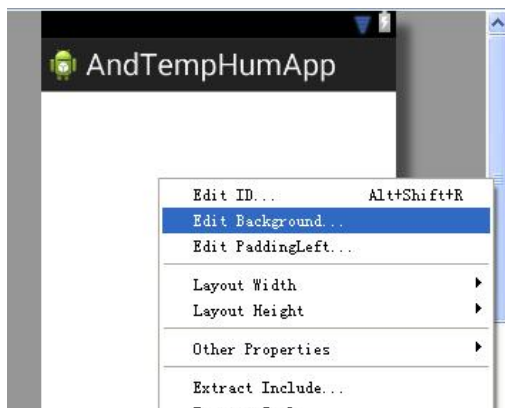 AndTempHumApp
Edit ID... Alt+Shift+R
Edit Background...
Edit PaddingLeft...
Layout Width
Layout Height
Other Properties
Extract Include...